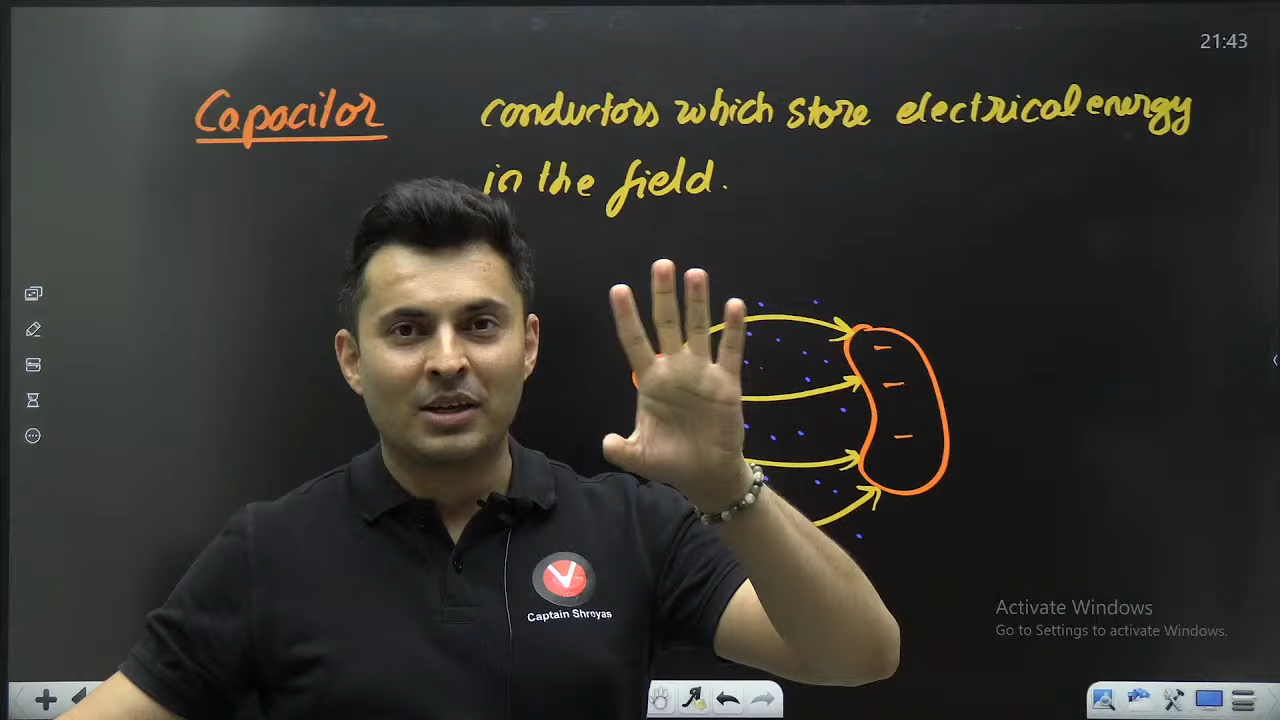 21:43
Capacitor conductors which store electrical energy
in the field.
Captain Shreyas
Activate Windows
Go to Settings to activate Windows.